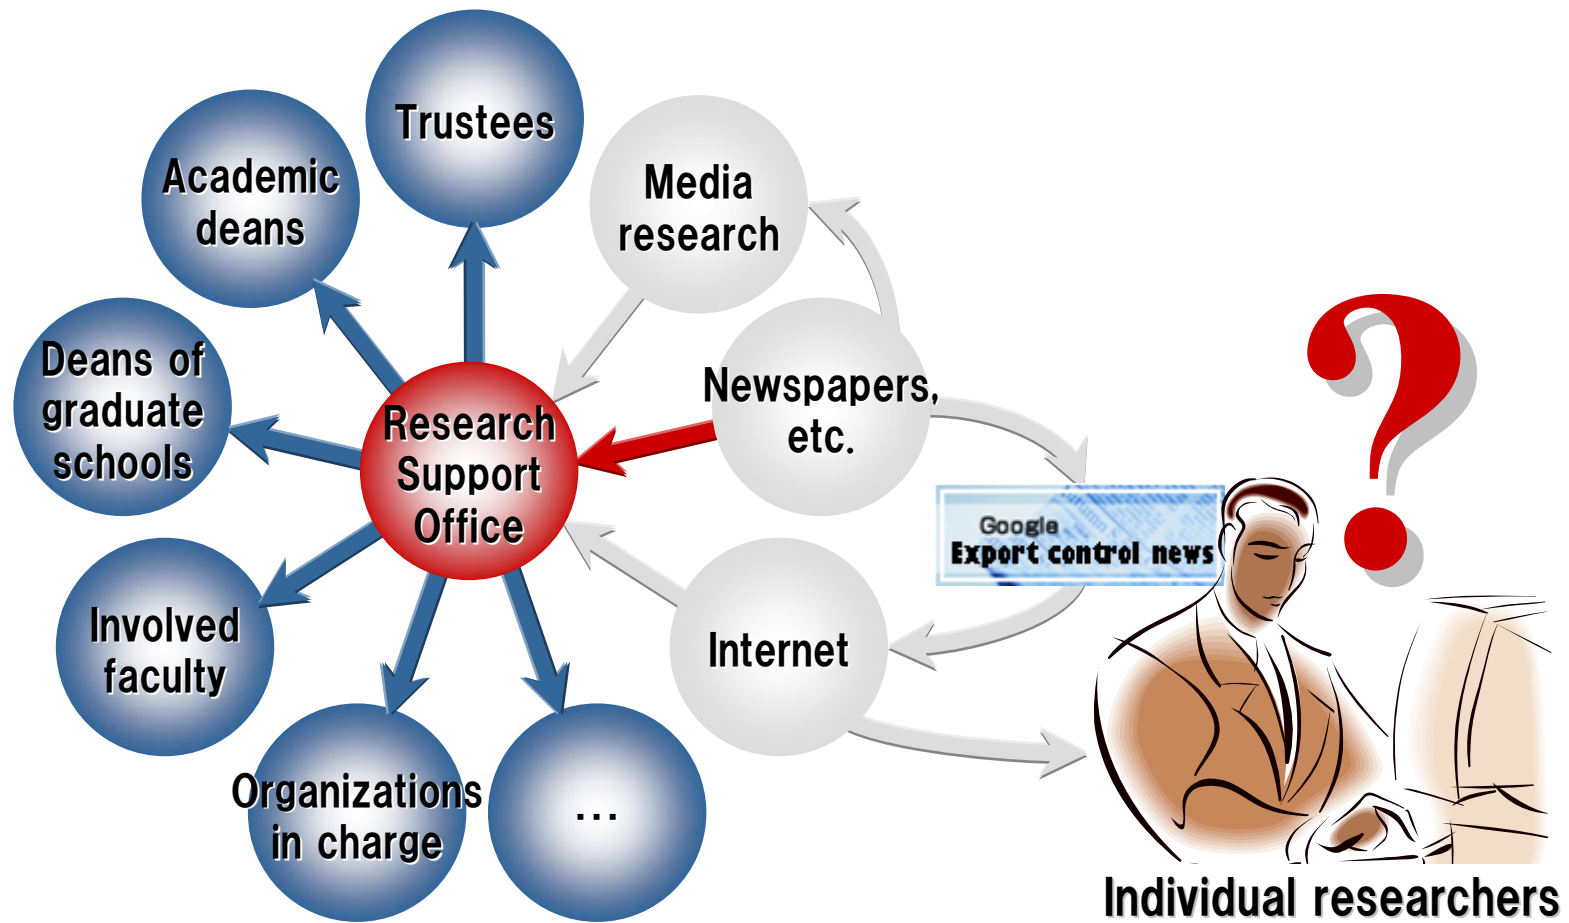 Trustees
Academic
deans
Media
research
Deans of
graduate
schools
Newspapers,
etc.
Research
Support
Office
Google
Export control news
Involved
faculty
Internet
Organizations
in charge
...
?
Individual researchers